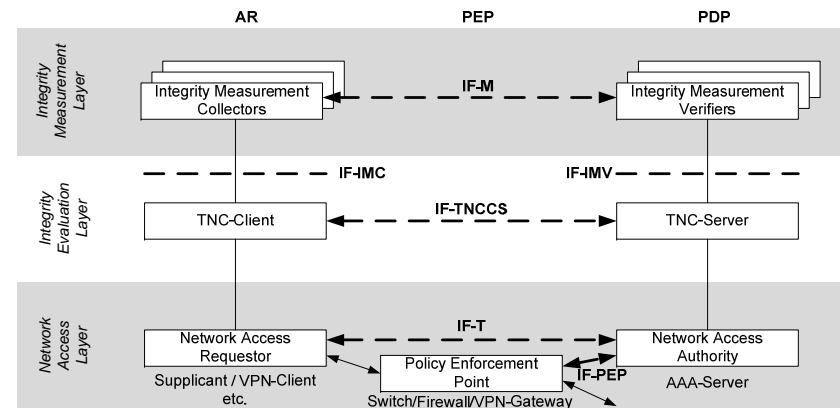 AR
PEP
PDP
Integrity
Measurement
Layer
Integrity Measurement
Collectors
IF-M
Integrity Measurement
Verifiers
IF-IMC
IF-IMV
Integrity
Evaluation
Layer
TNC-Client
IF-TNCCS
TNC-Server
Network
Access
Layer
Network Access
Requestor
IF-T
Network Access
Authority
Supplicant / VPN-Client
etc.
Policy Enforcement
Point
IF-PEP
AAA-Server
Switch/Firewall/VPN-Gateway